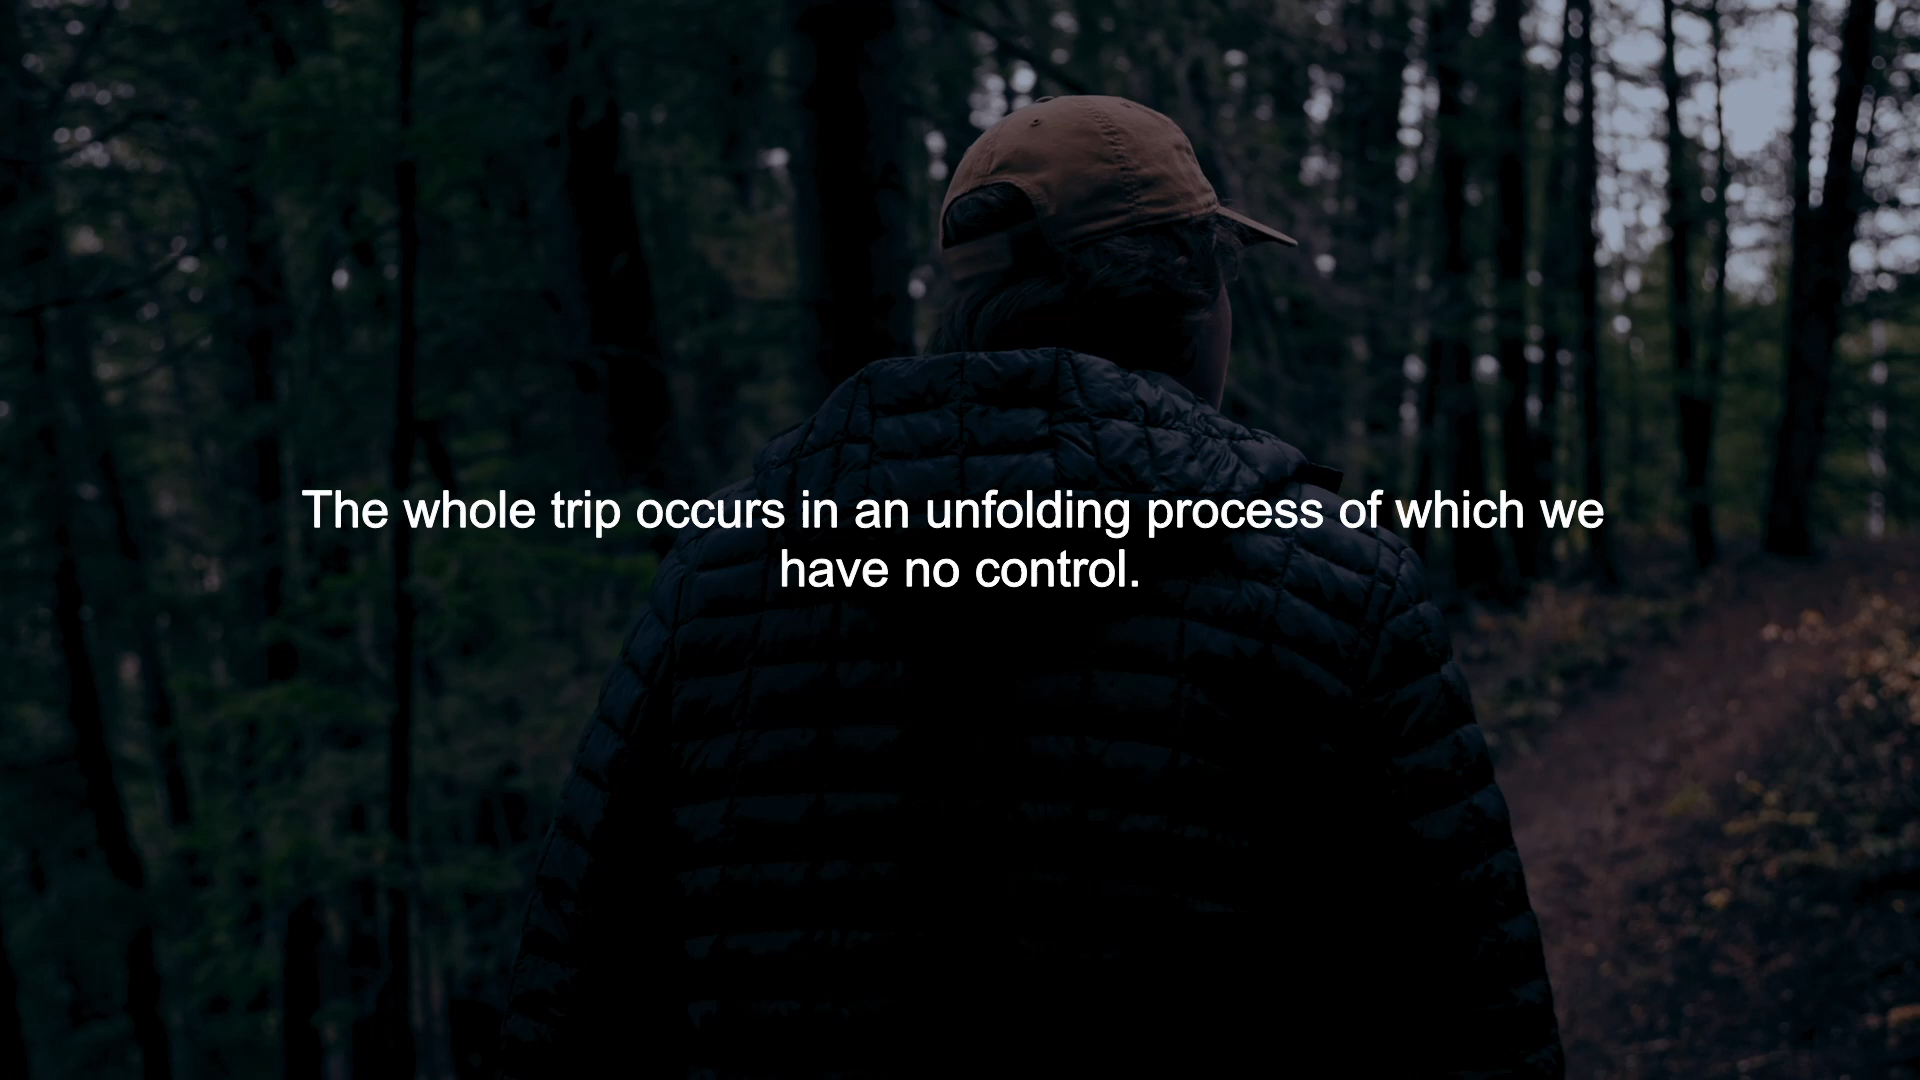 The whole trip occurs in an unfolding process of which we
have no control.